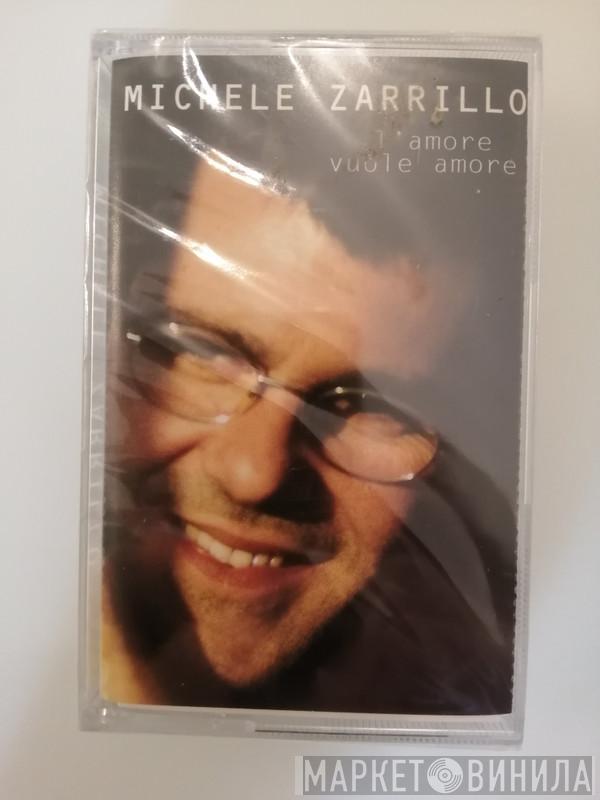 MICHELE ZARRILLO
l'amore
vuole amore
МАРКЕТ ВИНИЛА